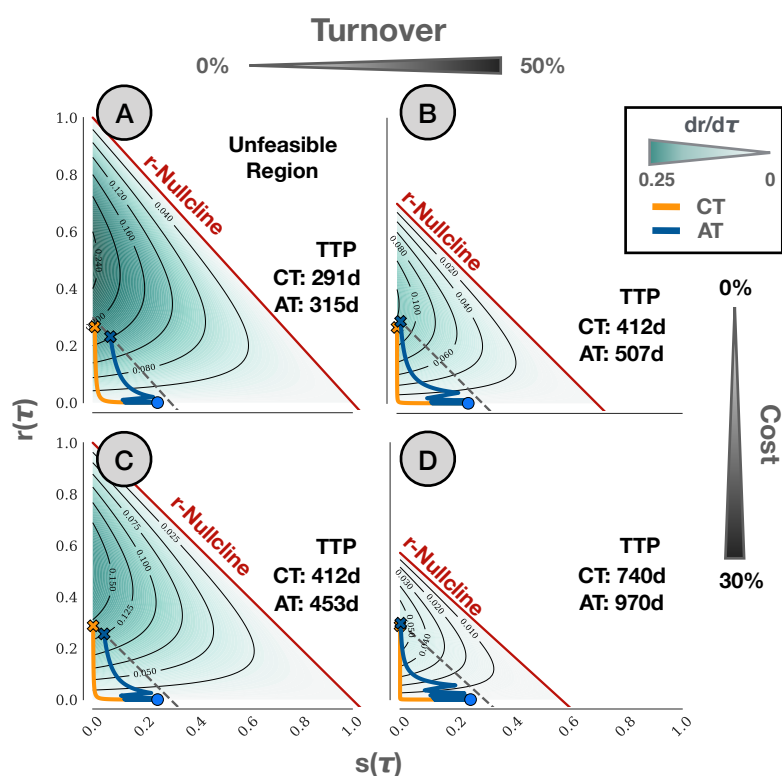 Turnover
0% 50%
A
B
1.0
0.8
0.6
0.4
0.2
0.0
Unfeasible
Region
r-Nullcline
0.040
0.120
0.160
0.240
0.080
TTP
CT: 291d
AT: 315d
r-Nullcline
0.020
0.040
0.080
0.100
0.060
TTP
CT: 412d
AT: 507d
dr/dτ
0.25 0
CT
AT
0%
Cost
30%
r(τ)
C
D
1.0
0.8
0.6
0.4
0.2
0.0
r-Nullcline
0.025
0.075
0.100
0.150
0.125
0.050
TTP
CT: 412d
AT: 453d
r-Nullcline
0.010
0.020
0.030
0.050
0.040
TTP
CT: 740d
AT: 970d
0.0 0.2 0.4 0.6 0.8 1.0
0.0 0.2 0.4 0.6 0.8 1.0
s(τ)